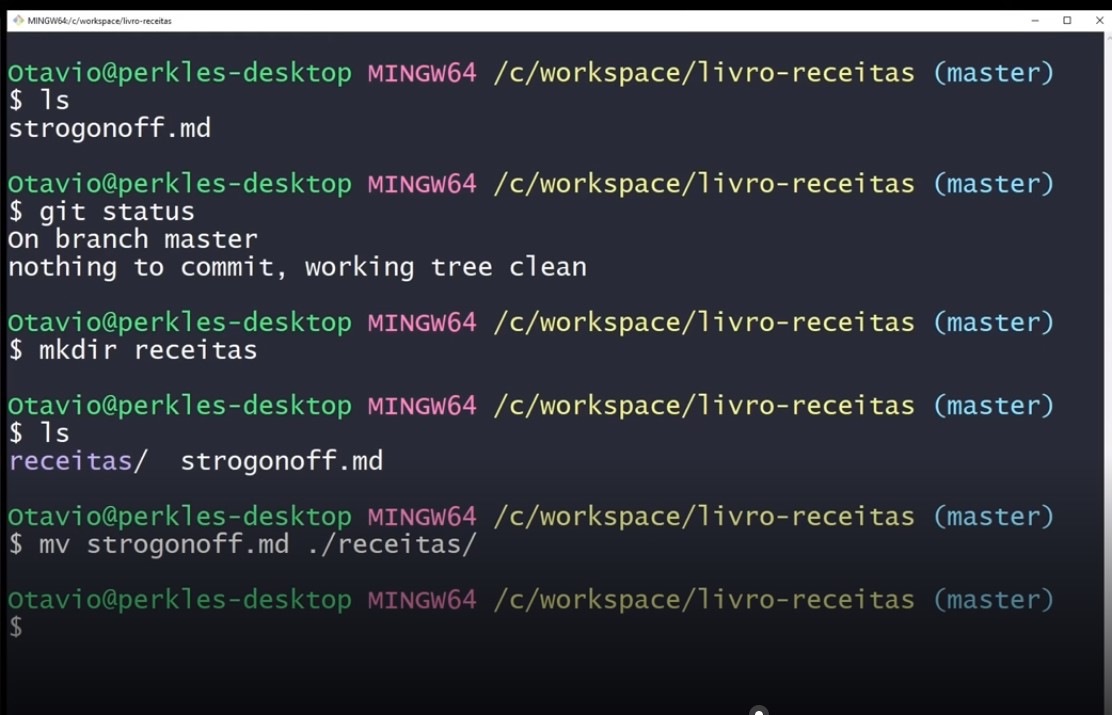 MINGW64:/c/workspace/livro-receitas
Otavio@perkles-desktop MINGW64 /c/workspace/livro-receitas (master)
$ ls
strogonoff.md
Otavio@perkles-desktop MINGW64 /c/workspace/livro-receitas (master)
$ git status
On branch master
nothing to commit, working tree clean
Otavio@perkles-desktop MINGW64 /c/workspace/livro-receitas (master)
$ mkdir receitas
Otavio@perkles-desktop MINGW64 /c/workspace/livro-receitas (master)
$ ls
receitas/  strogonoff.md
Otavio@perkles-desktop MINGW64 /c/workspace/livro-receitas (master)
$ mv strogonoff.md ./receitas/
Otavio@perkles-desktop MINGW64 /c/workspace/livro-receitas (master)
$